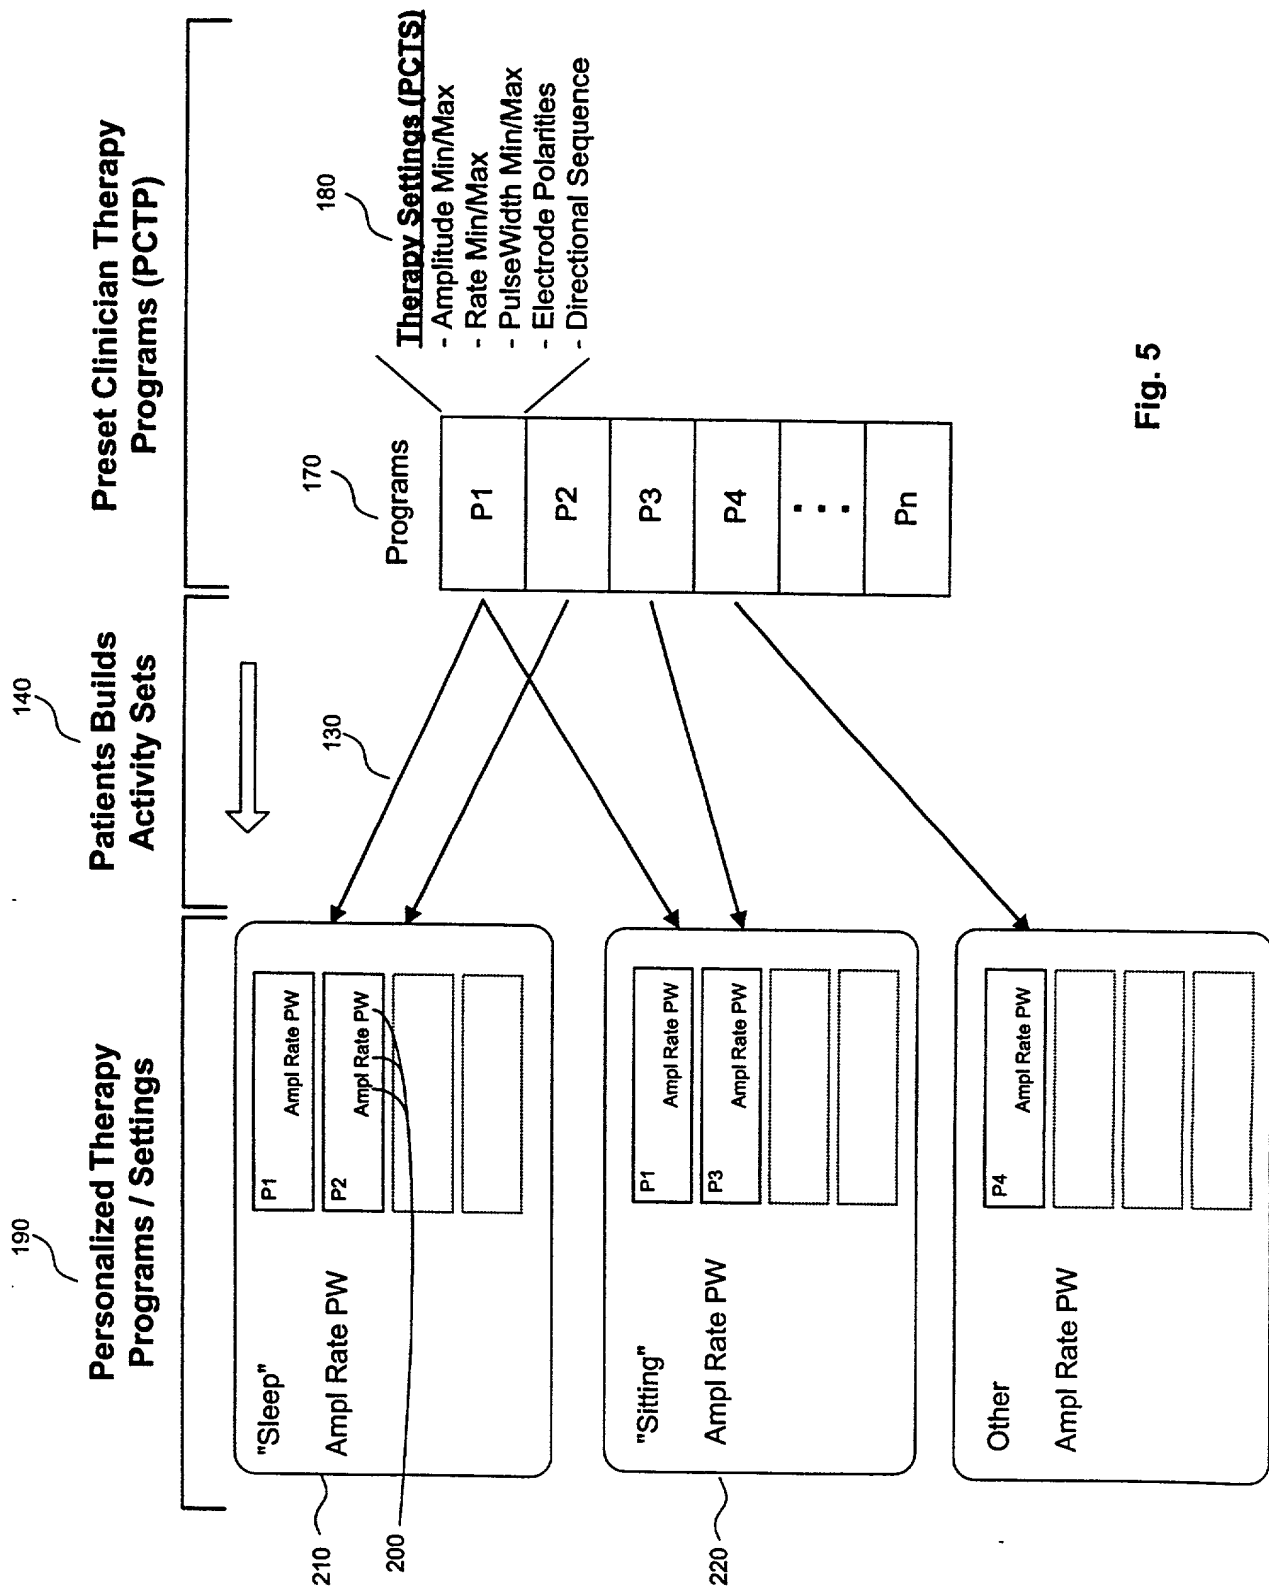 190
Personalized Therapy
Programs / Settings
140
Patients Builds
Activity Sets
Preset Clinician Therapy
Programs (PCTP)
210
"Sleep"
Ampl Rate PW
P1
Ampl Rate PW
P2
Ampl Rate PW
200
220
"Sitting"
Ampl Rate PW
P1
Ampl Rate PW
P3
Ampl Rate PW
Other
Ampl Rate PW
P4
Ampl Rate PW
130
170
Programs
P1
P2
P3
P4
...
Pn
180
Therapy Settings (PCTS)
- Amplitude Min/Max
- Rate Min/Max
- PulseWidth Min/Max
- Electrode Polarities
- Directional Sequence
Fig. 5